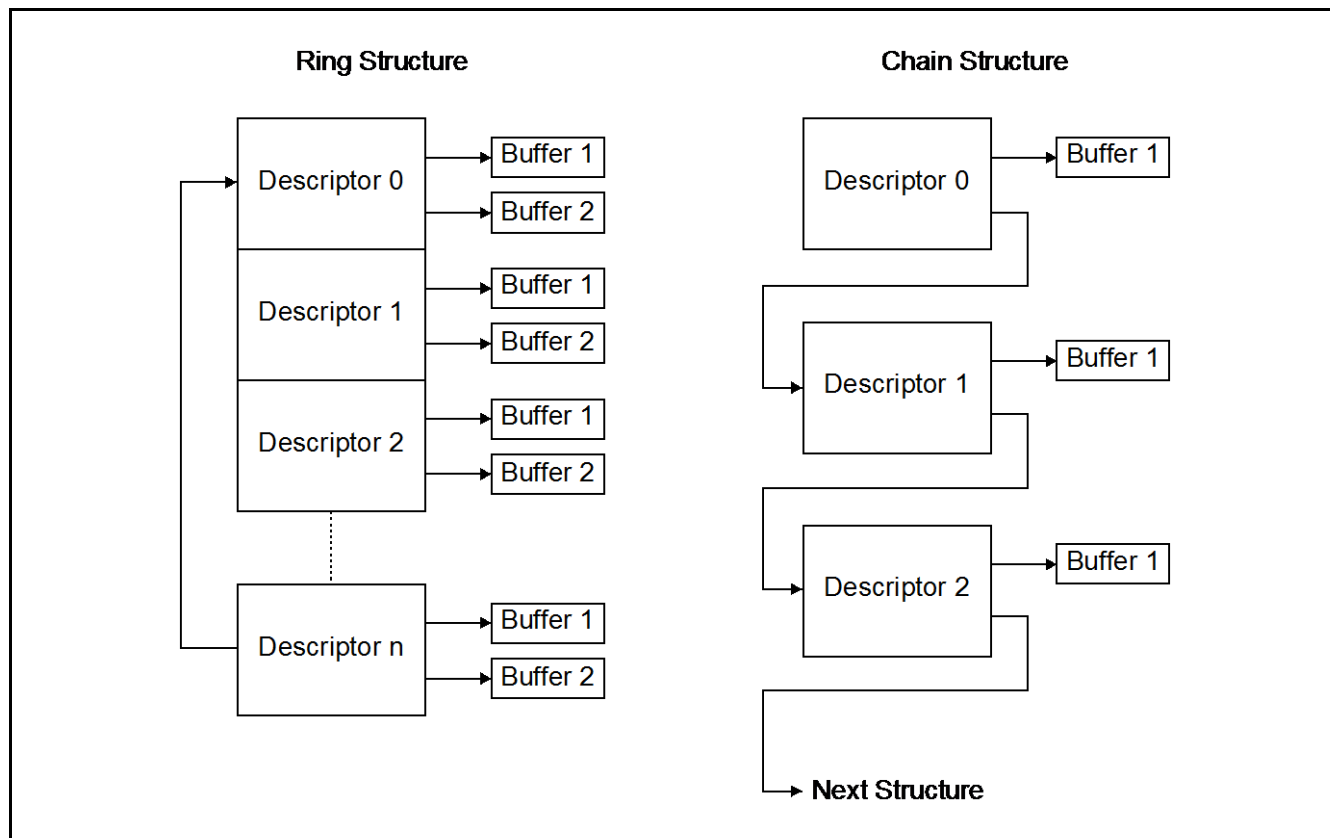 Ring Structure
Descriptor 0
Buffer 1
Buffer 2
Descriptor 1
Buffer 1
Buffer 2
Descriptor 2
Buffer 1
Buffer 2
Descriptor n
Buffer 1
Buffer 2
Chain Structure
Descriptor 0
Buffer 1
Descriptor 1
Buffer 1
Descriptor 2
Buffer 1
Next Structure